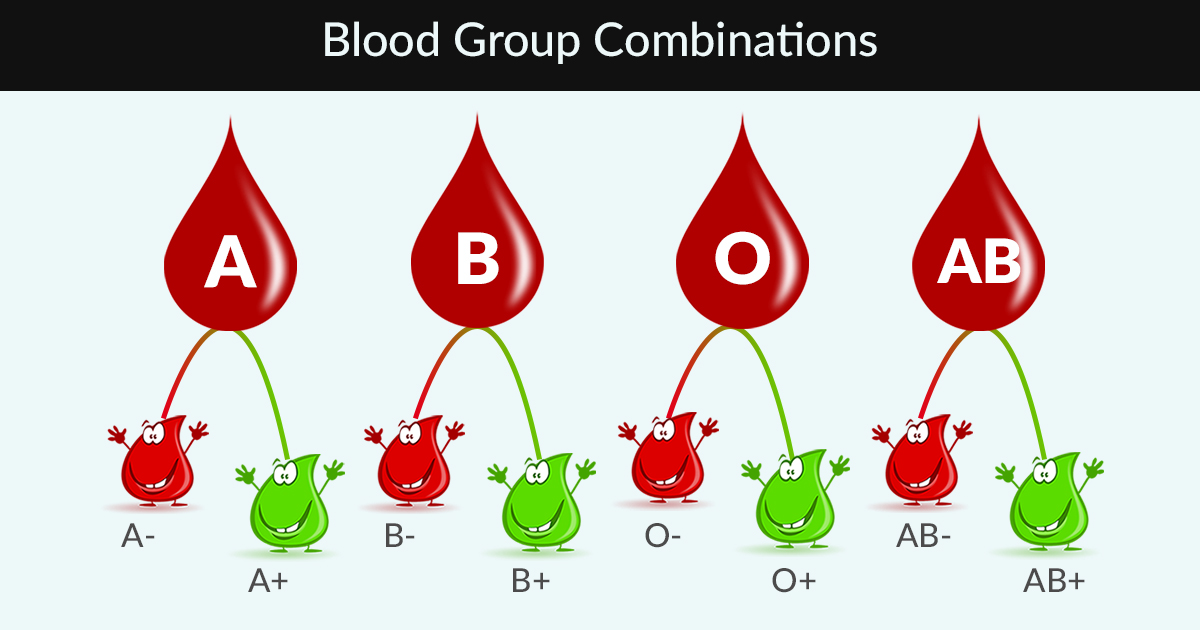 Blood Group Combinations
A
B
O
AB
A-
B-
O-
AB-
A+
B+
O+
AB+